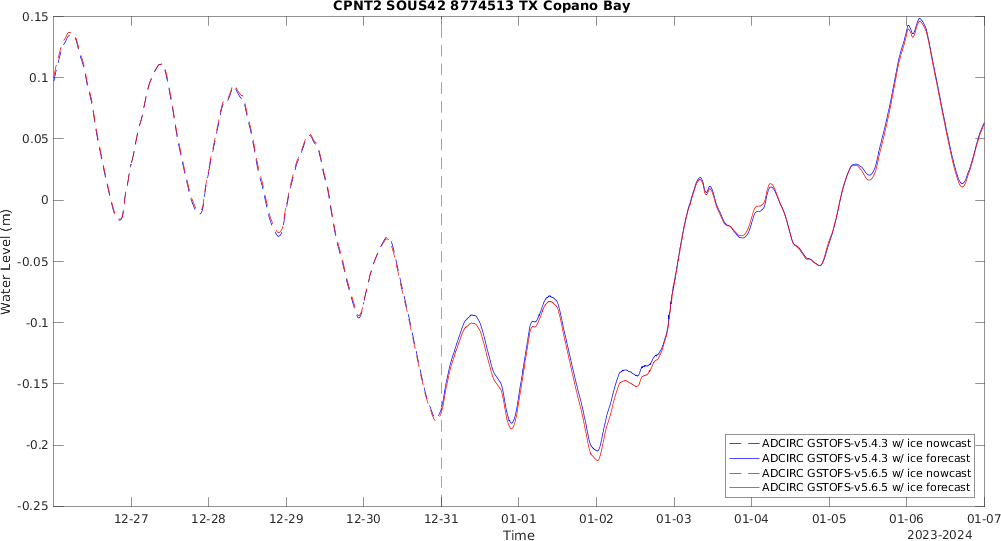 CPNT2 SOUS42 8774513 TX Copano Bay
0.15
0.1
0.05
0
-0.05
-0.1
-0.15
-0.2
-0.25
Water Level (m)
ADCIRC GSTOFS-v5.4.3 w/ ice nowcast
ADCIRC GSTOFS-v5.4.3 w/ ice forecast
ADCIRC GSTOFS-v5.6.5 w/ ice nowcast
ADCIRC GSTOFS-v5.6.5 w/ ice forecast
12-27 12-28 12-29 12-30 12-31 01-01 01-02 01-03 01-04 01-05 01-06 01-07
Time
2023-2024